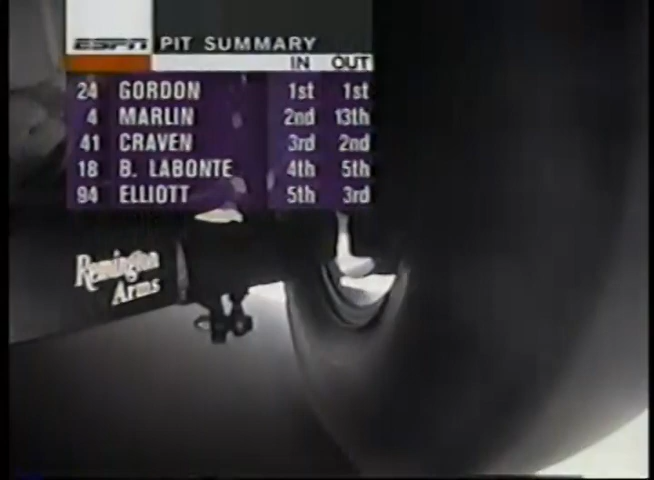 ESPN PIT SUMMARY
IN OUT
24 GORDON 1st 1st
4 MARLIN 2nd 13th
41 CRAVEN 3rd 2nd
18 B. LABONTE 4th 5th
94 ELLIOTT 5th 3rd
Remington
Arms